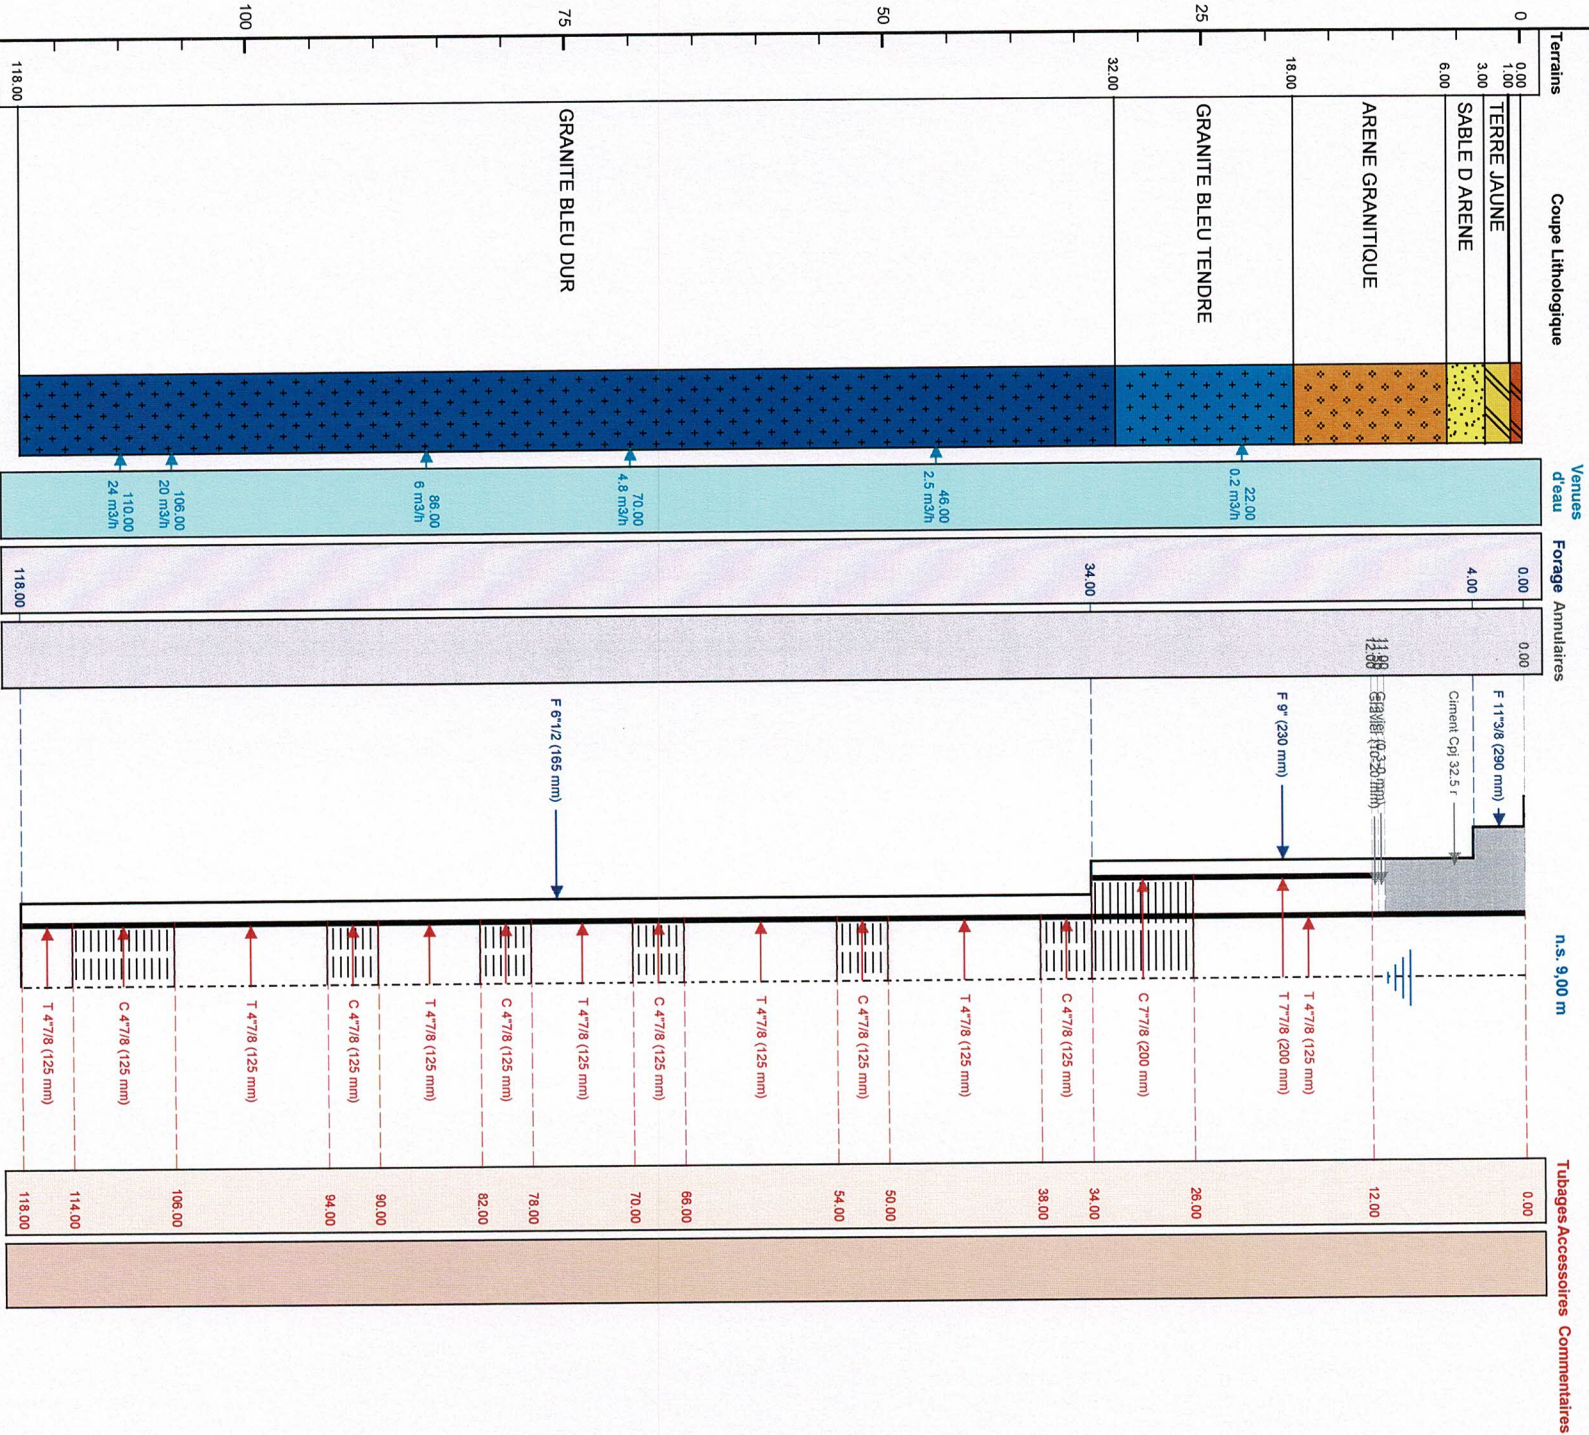 Terrains
Coupe Lithologique
Venues
d'eau
Forage
Annulaires
n.s. 9,00 m
Tubages
Accessoires
Commentaires
0
25
50
75
100
0.00
1.00
3.00
6.00
18.00
32.00
118.00
TERRE JAUNE
SABLE D ARENE
ARENE GRANITIQUE
GRANITE BLEU TENDRE
GRANITE BLEU DUR
22.00
0.2 m3/h
46.00
2.5 m3/h
70.00
4.8 m3/h
86.00
6 m3/h
106.00
20 m3/h
110.00
24 m3/h
0.00
4.00
34.00
118.00
0.00
11.00
12.00
F 11"3/8 (290 mm)
Ciment Cpj 32.5 r
F 9" (230 mm)
F 6"1/2 (165 mm)
T 4"7/8 (125 mm)
T 7"7/8 (200 mm)
C 7"7/8 (200 mm)
C 4"7/8 (125 mm)
T 4"7/8 (125 mm)
C 4"7/8 (125 mm)
T 4"7/8 (125 mm)
C 4"7/8 (125 mm)
T 4"7/8 (125 mm)
C 4"7/8 (125 mm)
T 4"7/8 (125 mm)
C 4"7/8 (125 mm)
T 4"7/8 (125 mm)
C 4"7/8 (125 mm)
T 4"7/8 (125 mm)
0.00
12.00
26.00
34.00
38.00
50.00
54.00
66.00
70.00
78.00
82.00
90.00
94.00
106.00
114.00
118.00